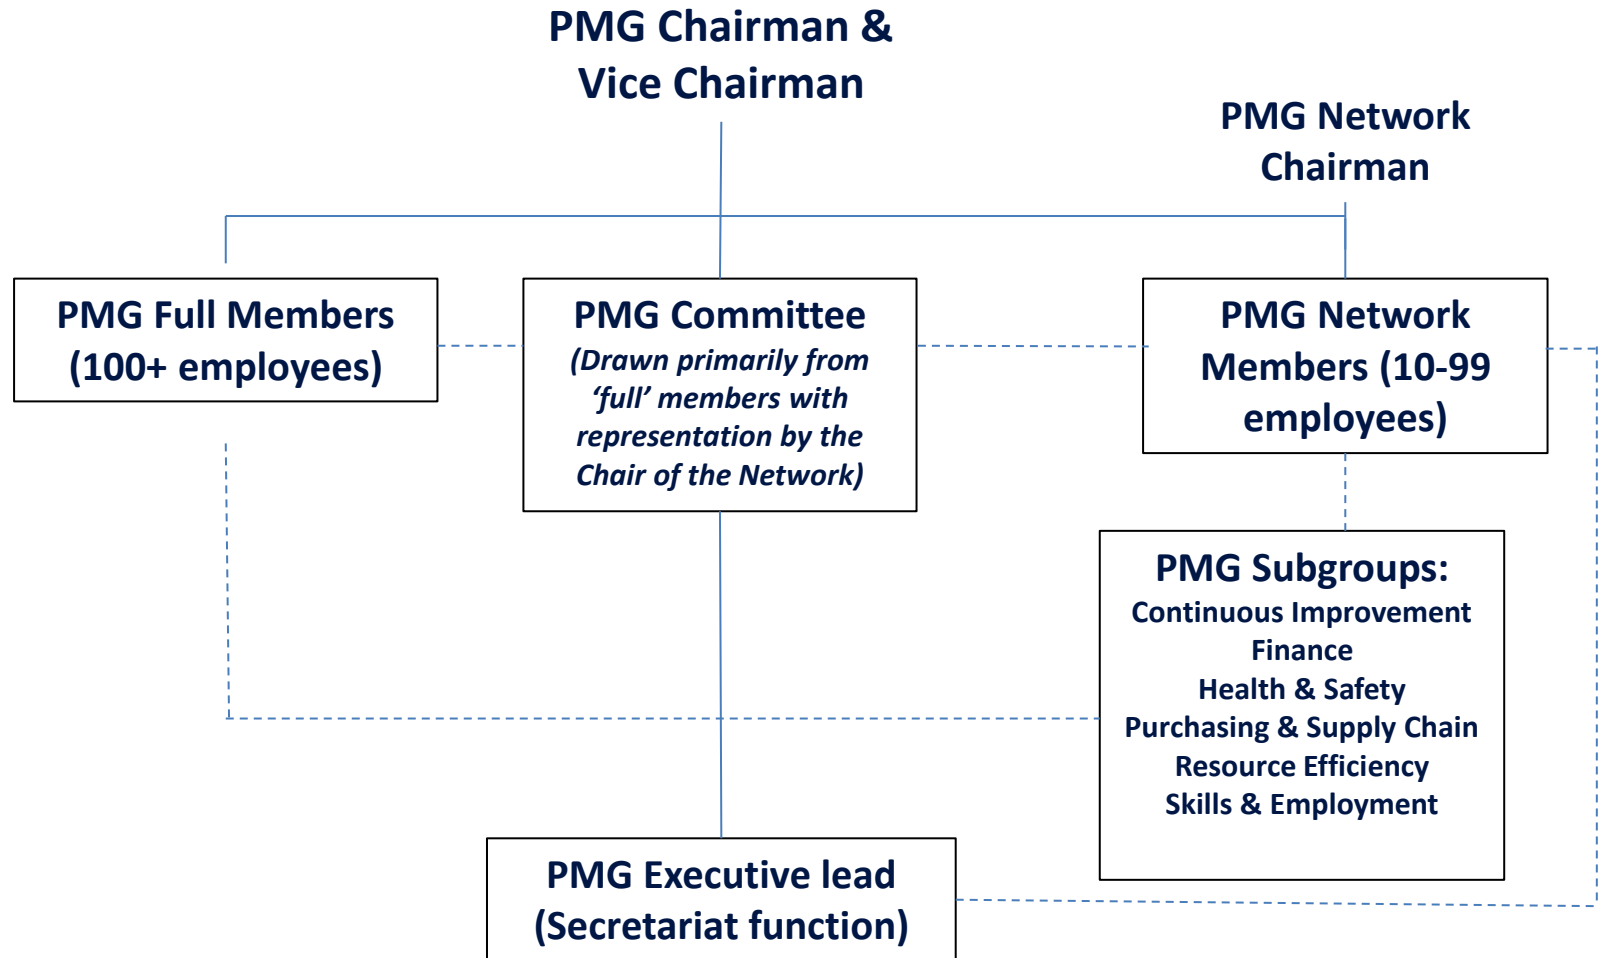 PMG Chairman &
Vice Chairman
PMG Network
Chairman
PMG Full Members
(100+ employees)
PMG Committee
(Drawn primarily from
‘full’ members with
representation by the
Chair of the Network)
PMG Network
Members (10-99
employees)
PMG Subgroups:
Continuous Improvement
Finance
Health & Safety
Purchasing & Supply Chain
Resource Efficiency
Skills & Employment
PMG Executive lead
(Secretariat function)